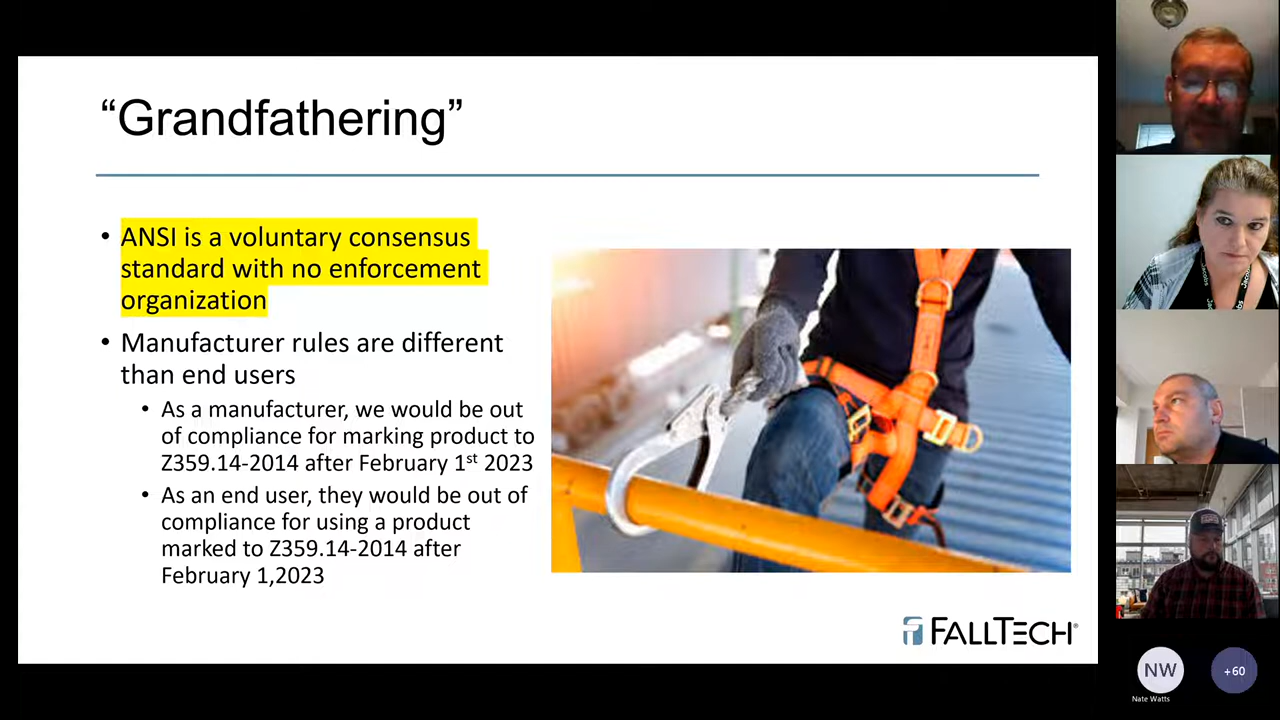 “Grandfathering”
• ANSI is a voluntary consensus
standard with no enforcement
organization
• Manufacturer rules are different
than end users
• As a manufacturer, we would be out
of compliance for marking product to
Z359.14-2014 after February 1st 2023
• As an end user, they would be out of
compliance for using a product
marked to Z359.14-2014 after
February 1,2023
FALLTECH®
Jacobs
NW
+60
Nate Watts